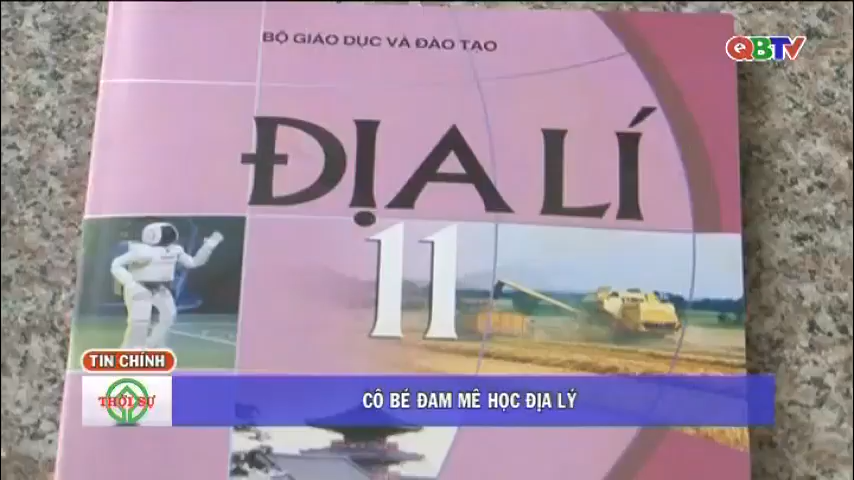 BỘ GIÁO DỤC VÀ ĐÀO TẠO
QBTV
ĐỊA LÍ
11
TIN CHÍNH
THỜI SỰ
CÔ BÉ ĐAM MÊ HỌC ĐỊA LÝ